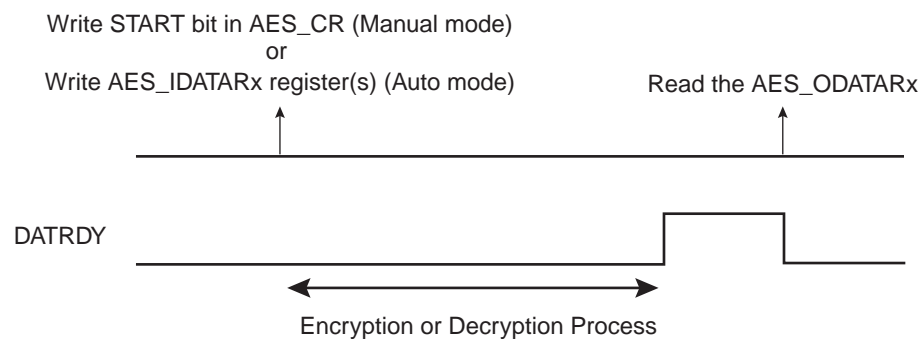 Write START bit in AES_CR (Manual mode)
or
Write AES_IDATARx register(s) (Auto mode)
Read the AES_ODATARx
DATRDY
Encryption or Decryption Process